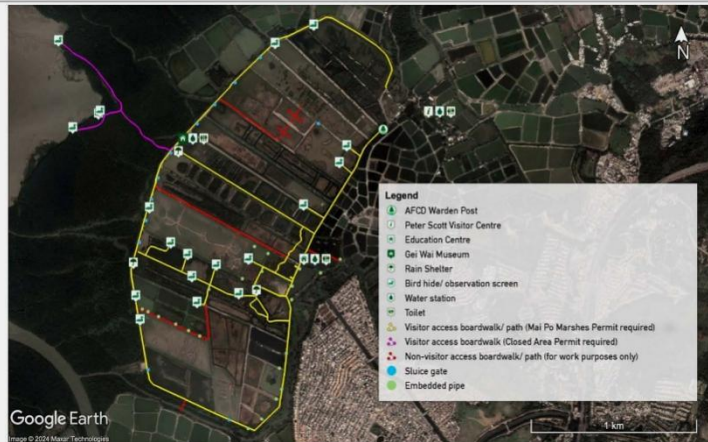 N
Legend
AFCD Warden Post
Peter Scott Visitor Centre
Education Centre
Gei Wai Museum
Rain Shelter
Bird hide/ observation screen
Water station
Toilet
Visitor access boardwalk/ path (Mai Po Marshes Permit required)
Visitor access boardwalk (Closed Area Permit required)
Non-visitor access boardwalk/ path (for work purposes only)
Sluice gate
Embedded pipe
Google Earth
Image © 2024 Maxar Technologies
1 km